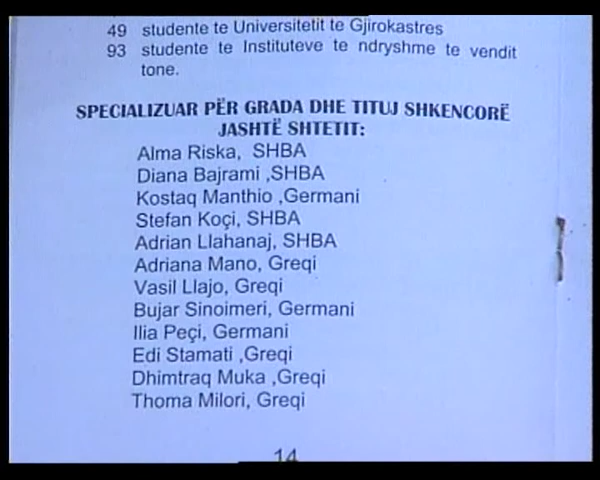 49 studente te Universitetit te Gjirokastres
93 studente te Instituteve te ndryshme te vendit
tone.
SPECIALIZUAR PËR GRADA DHE TITUJ SHKENCORË
JASHTË SHTETIT:
Alma Riska, SHBA
Diana Bajrami ,SHBA
Kostaq Manthio ,Germani
Stefan Koçi, SHBA
Adrian Llahanaj, SHBA
Adriana Mano, Greqi
Vasil Llajo, Greqi
Bujar Sinoimeri, Germani
Ilia Peçi, Germani
Edi Stamati ,Greqi
Dhimtraq Muka ,Greqi
Thoma Milori, Greqi
14